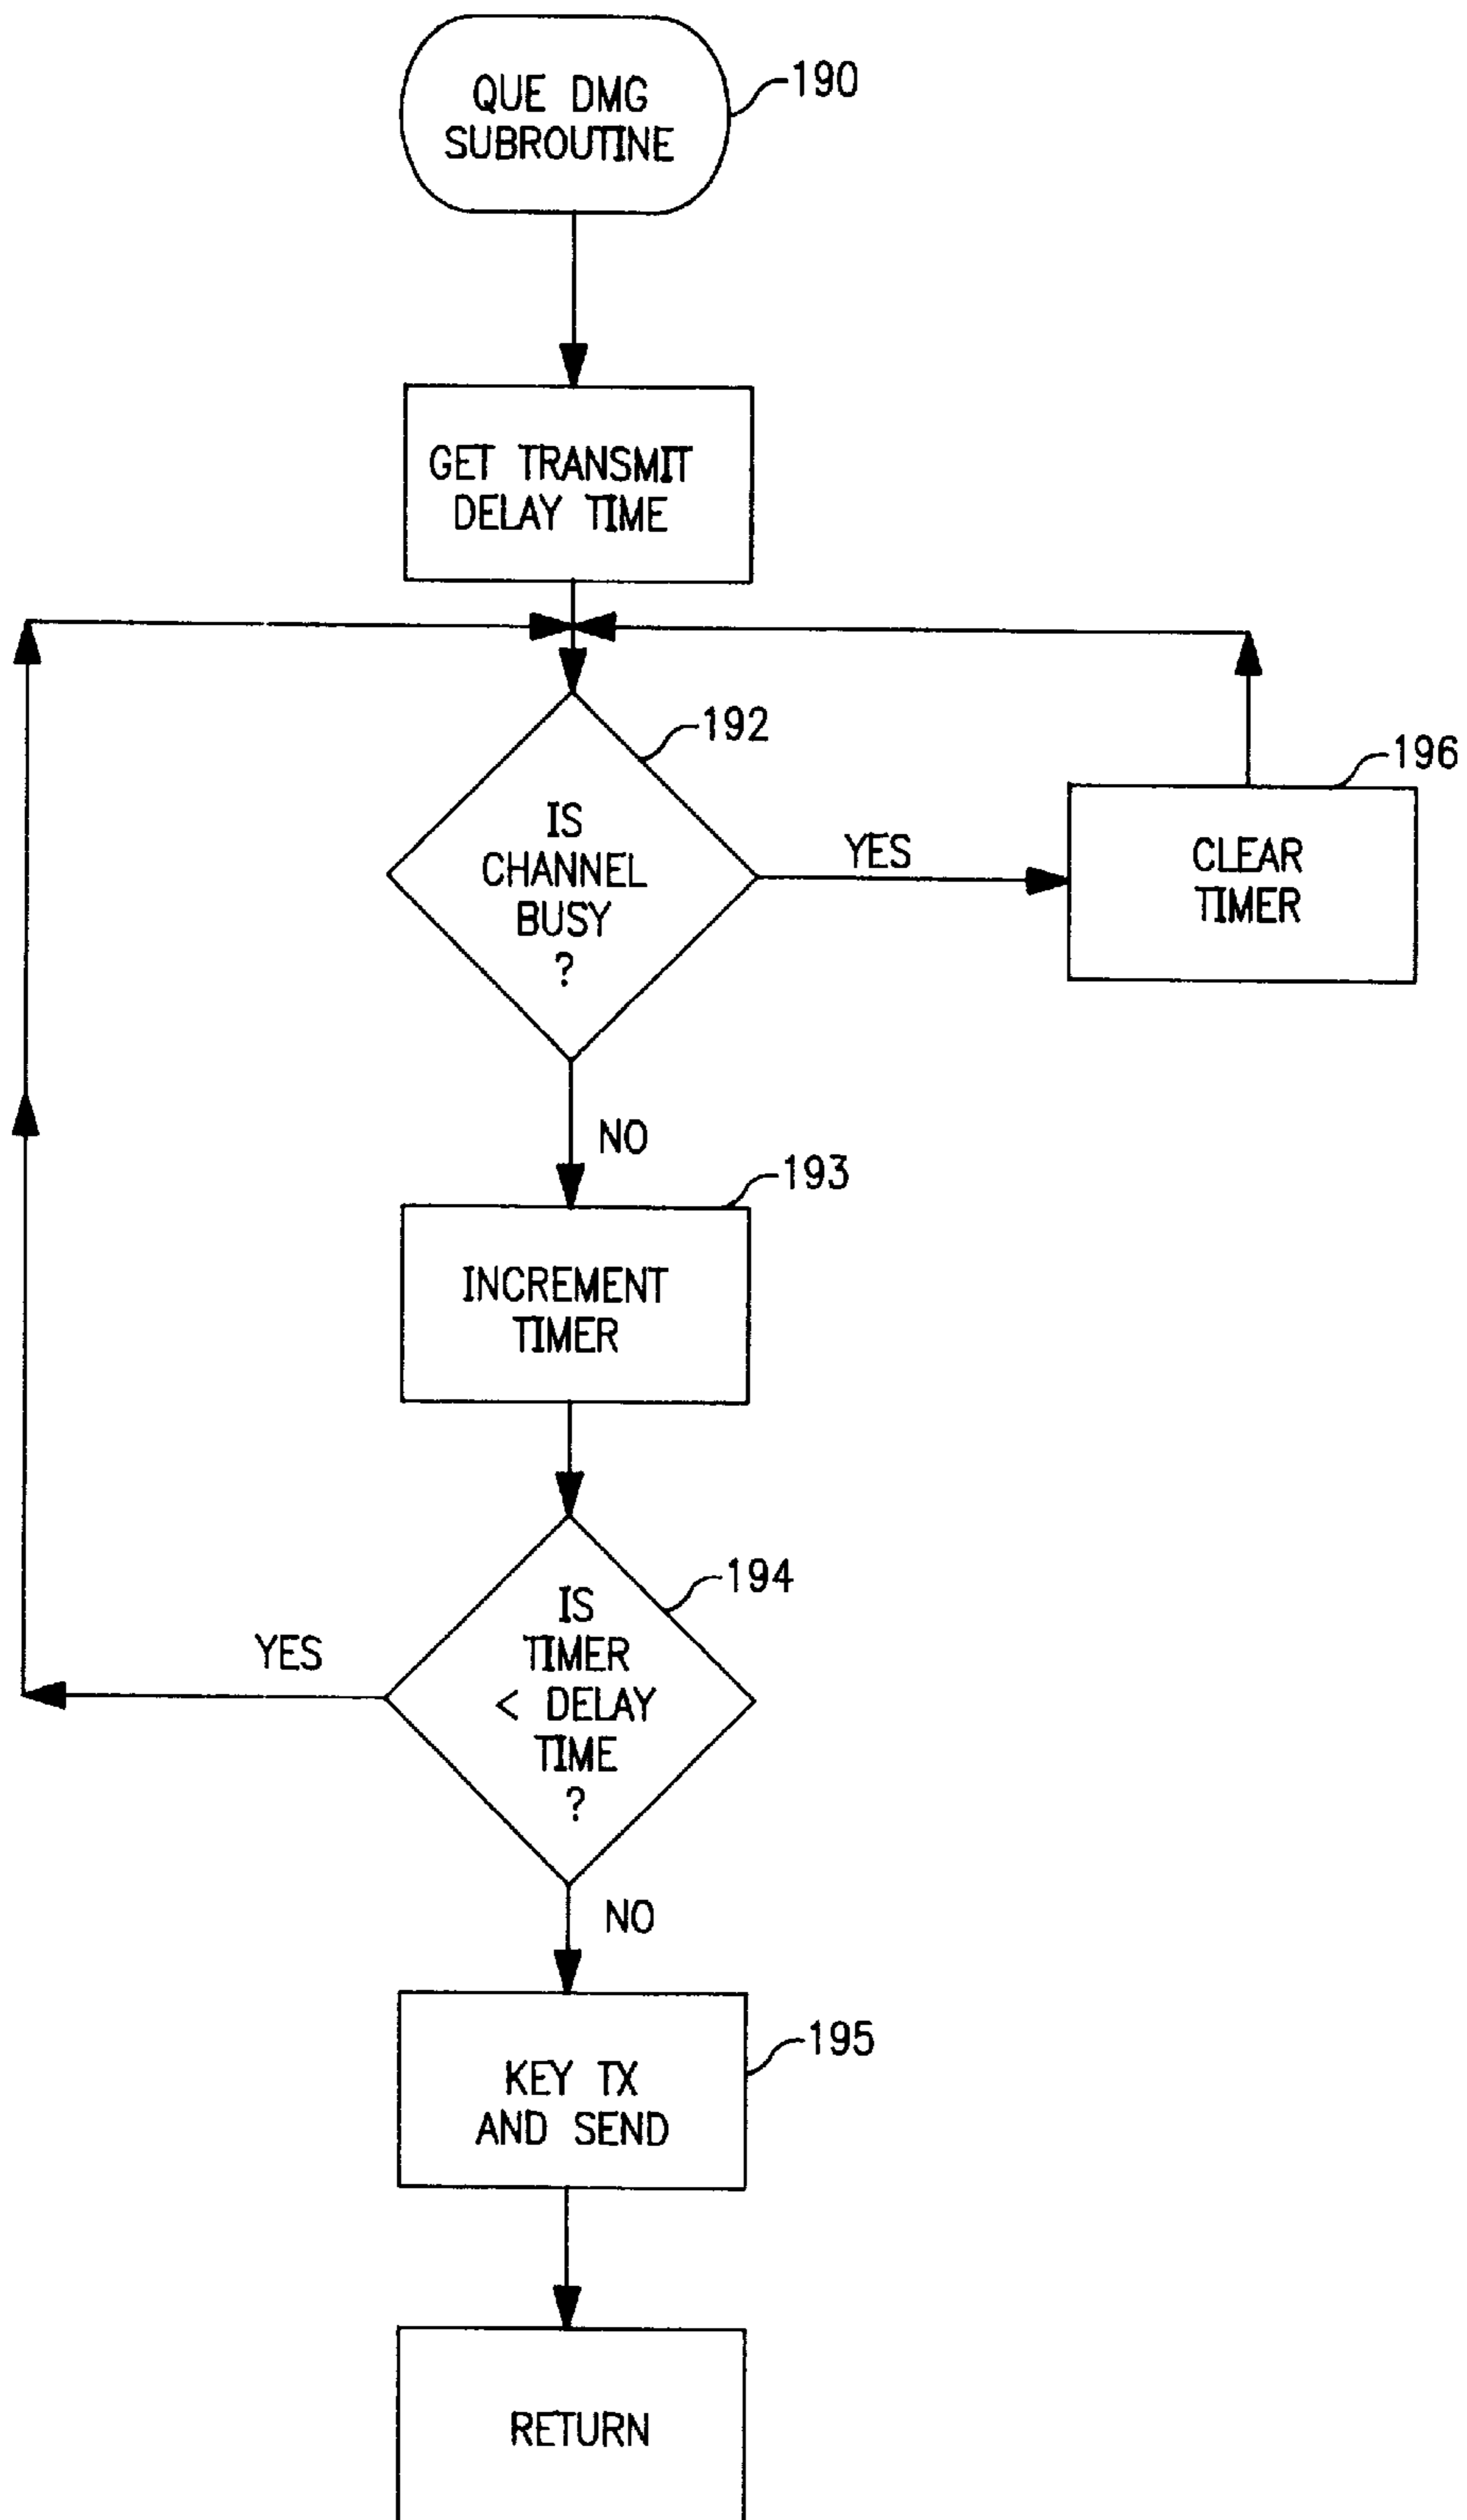 QUE DMG
SUBROUTINE
190
GET TRANSMIT
DELAY TIME
192
IS
CHANNEL
BUSY
?
YES
196
CLEAR
TIMER
NO
193
INCREMENT
TIMER
194
IS
TIMER
< DELAY
TIME
?
YES
NO
195
KEY TX
AND SEND
RETURN